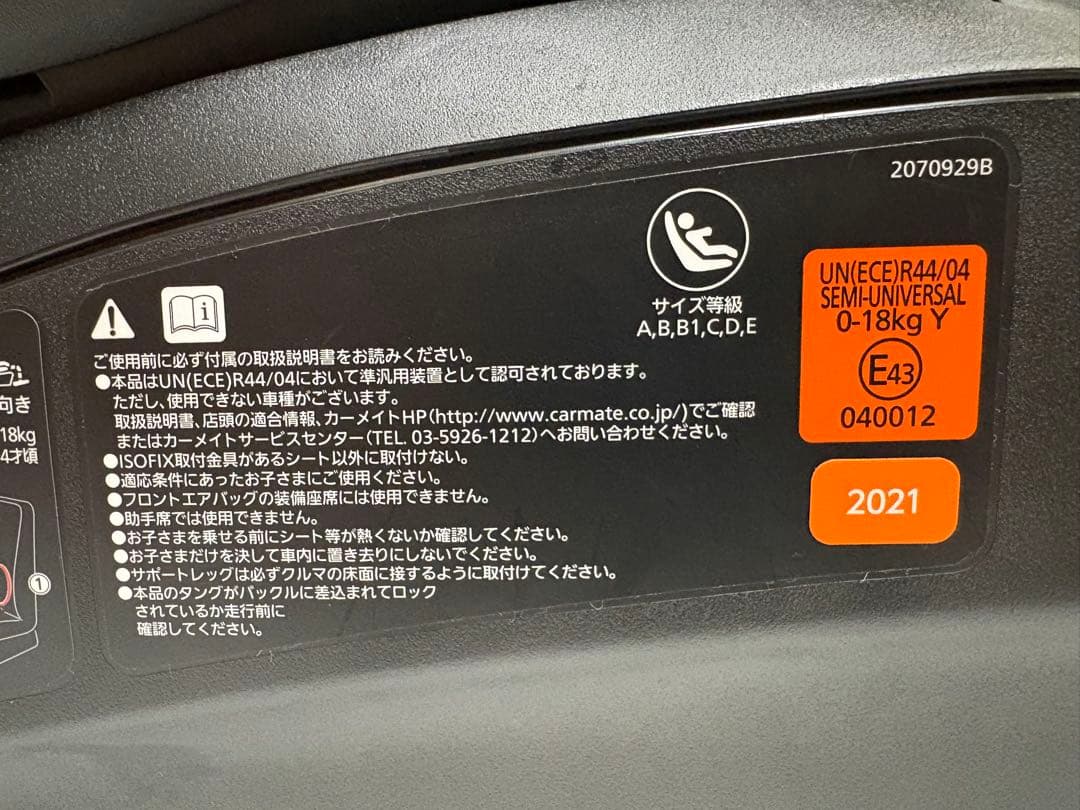 2070929B
サイズ等級
A,B,B1,C,D,E
UN(ECE)R44/04
SEMI-UNIVERSAL
0-18kg Y
E43
040012
2021
ご使用前に必ず付属の取扱説明書をお読みください。
●本品はUN(ECE)R44/04において準汎用装置として認可されております。
ただし、使用できない車種がございます。
取扱説明書、店頭の適合情報、カーメイトHP(http://www.carmate.co.jp/)でご確認
またはカーメイトサービスセンター(TEL. 03-5926-1212)へお問い合わせください。
●ISOFIX取付金具があるシート以外に取付けない。
●適応条件にあったお子さまにご使用ください。
●フロントエアバッグの装備座席には使用できません。
●助手席では使用できません。
●お子さまを乗せる前にシート等が熱くないか確認してください。
●お子さまだけを決して車内に置き去りにしないでください。
●サポートレッグは必ずクルマの床面に接するように取付けてください。
●本品のタングがバックルに差込まれてロック
されているか走行前に
確認してください。
向き
18kg
4才頃
①